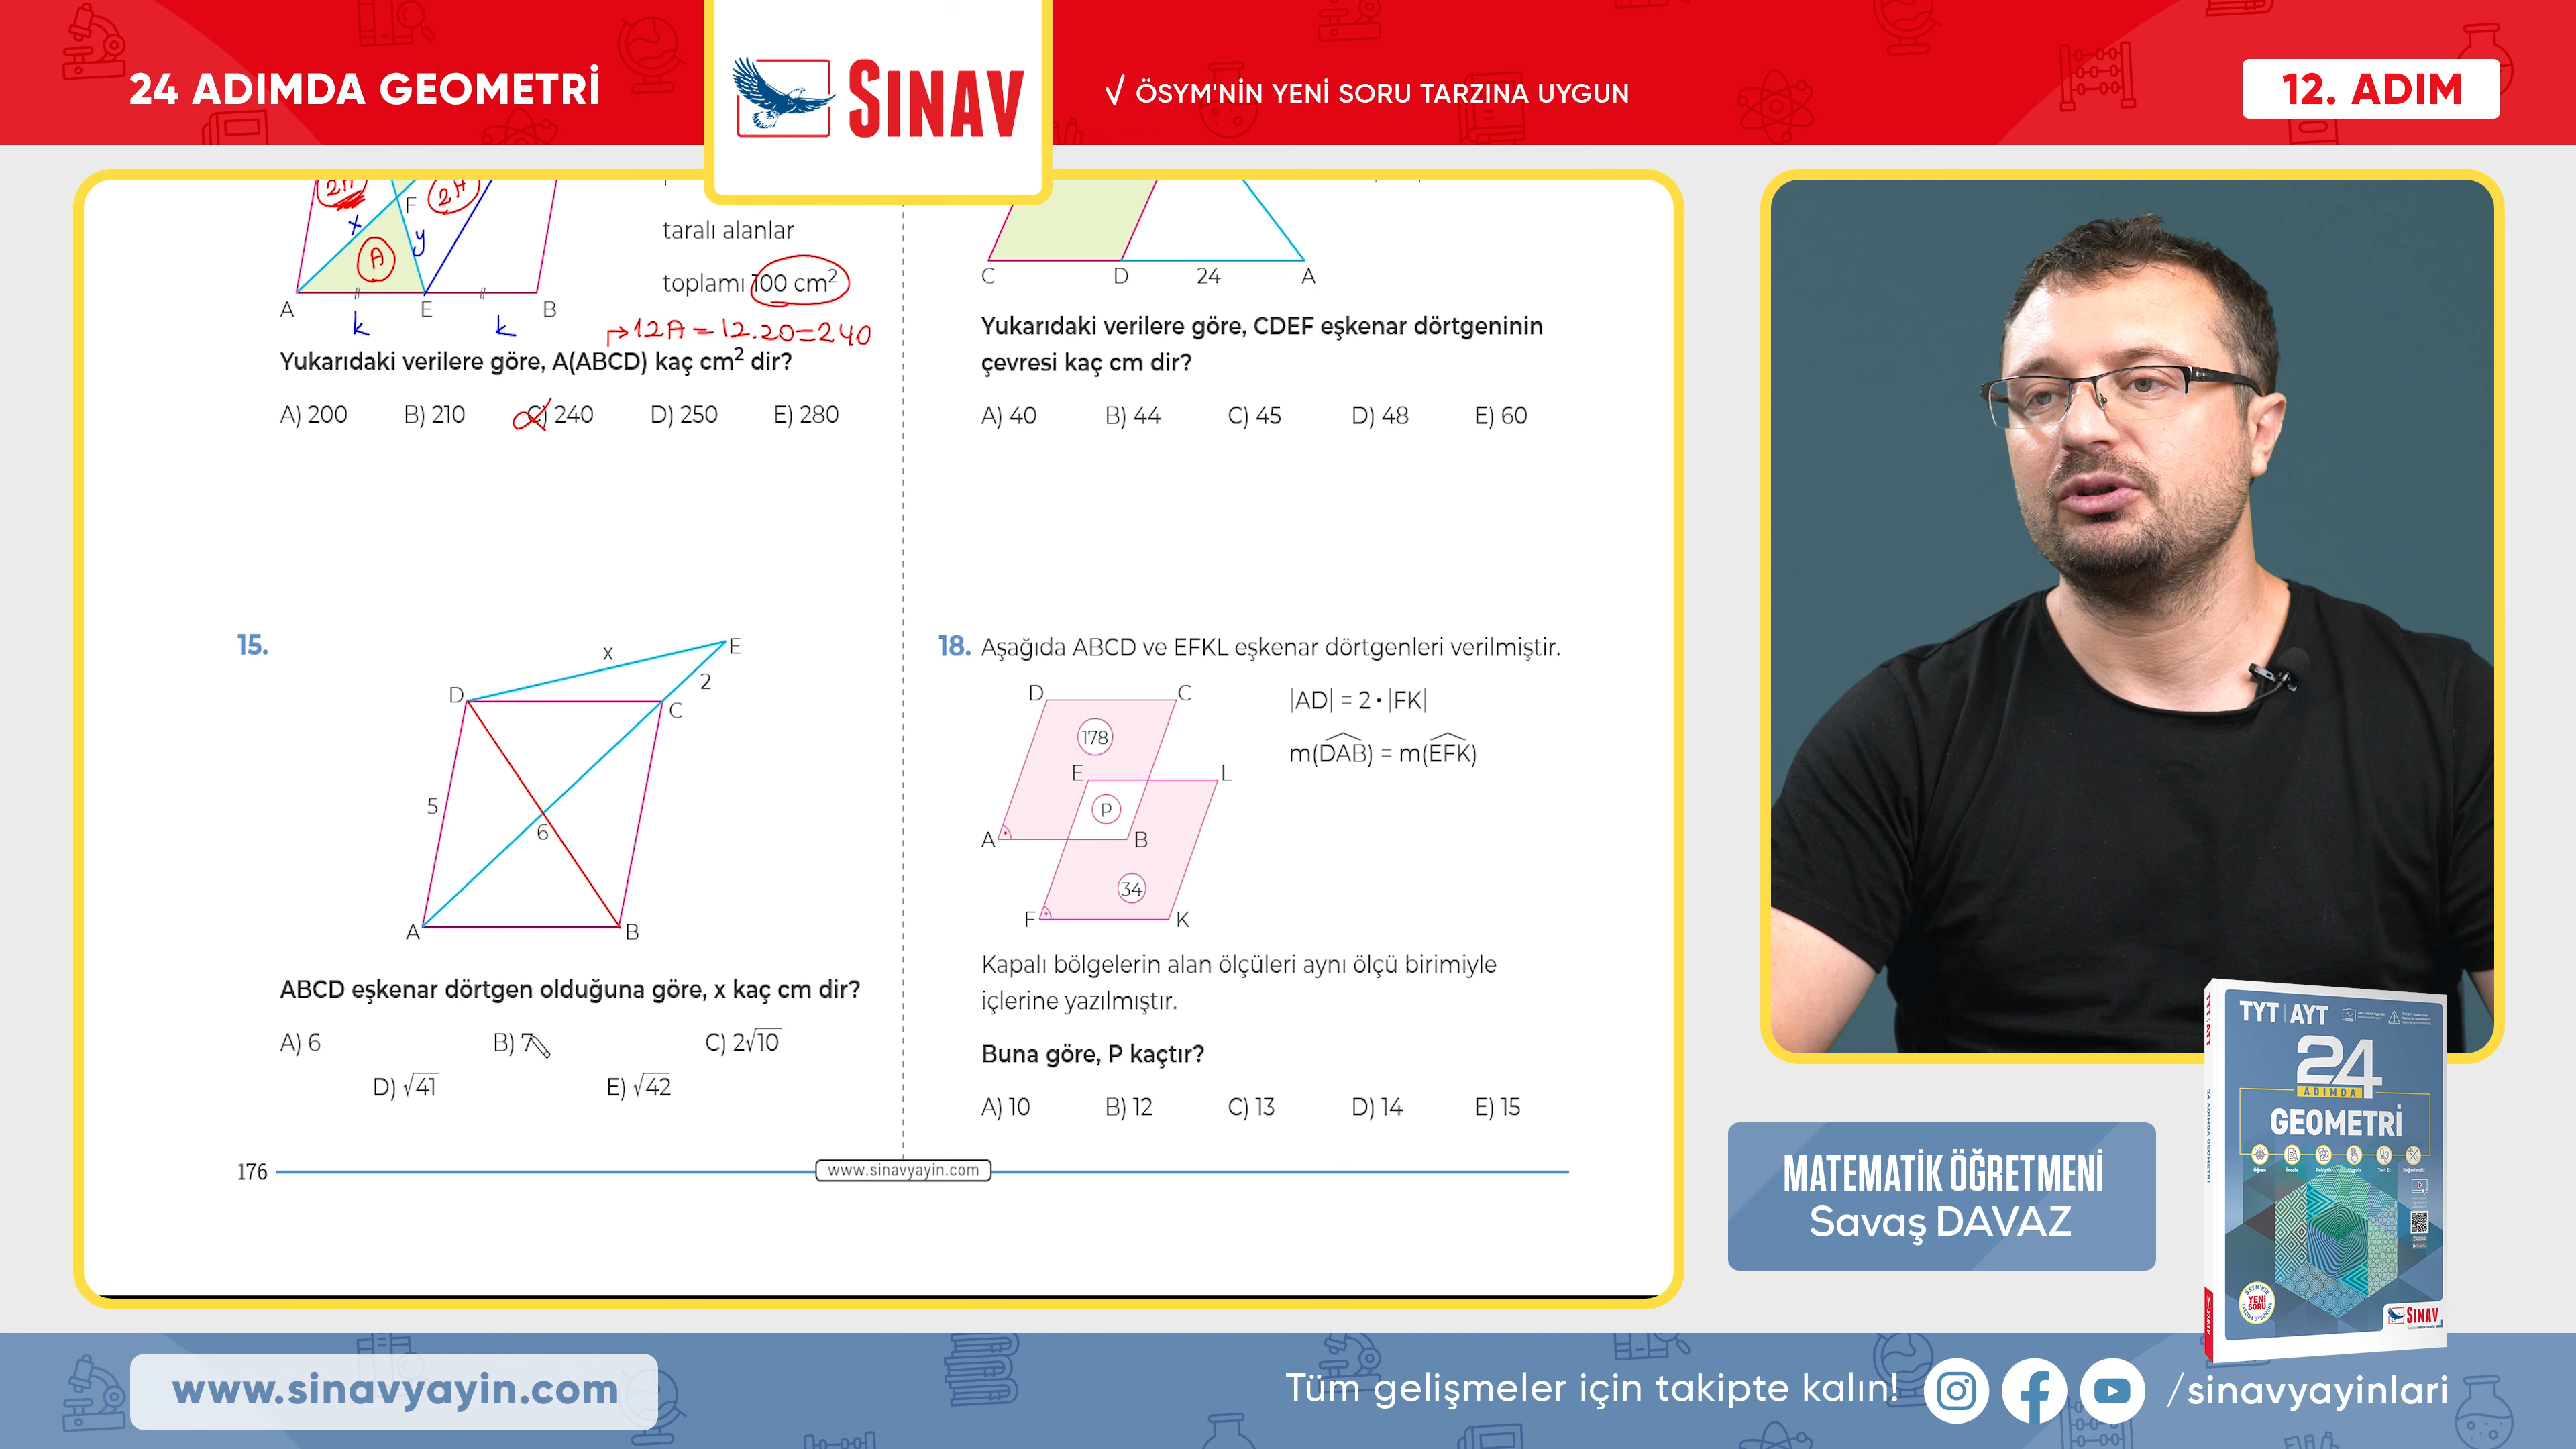 24 ADIMDA GEOMETRİ
SINAV
√ ÖSYM'NİN YENİ SORU TARZINA UYGUN
12. ADIM
2A
2A
F
x
y
A
A
E
B
k
k
taralı alanlar
toplamı 100 cm²
→12A = 12.20=240
Yukarıdaki verilere göre, A(ABCD) kaç cm² dir?
A) 200 B) 210 C) 240 D) 250 E) 280
C D 24 A
Yukarıdaki verilere göre, CDEF eşkenar dörtgeninin
çevresi kaç cm dir?
A) 40 B) 44 C) 45 D) 48 E) 60
15.
x
E
2
D
C
5
6
A
B
ABCD eşkenar dörtgen olduğuna göre, x kaç cm dir?
A) 6 B) 7 C) 2√10
D) √41 E) √42
18. Aşağıda ABCD ve EFKL eşkenar dörtgenleri verilmiştir.
D C
178
E L
P
A B
34
F K
|AD| = 2 • |FK|
m(DAB) = m(EFK)
Kapalı bölgelerin alan ölçüleri aynı ölçü birimiyle
içlerine yazılmıştır.
Buna göre, P kaçtır?
A) 10 B) 12 C) 13 D) 14 E) 15
176
www.sinavyayin.com
MATEMATİK ÖĞRETMENİ
Savaş DAVAZ
TYT AYT
24
ADIMDA
GEOMETRİ
YENİ
SORU
SINAV
www.sinavyayin.com
Tüm gelişmeler için takipte kalın!
/sinavyayinlari